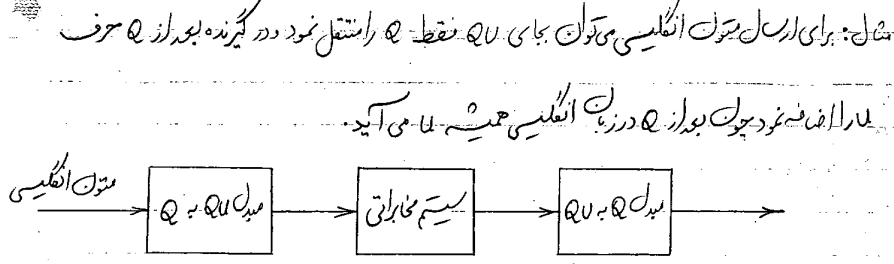 مثال: برای ارسال متون انگلیسی می‌توان بجای QU فقط Q را منتقل نمود و در گیرنده بعد از Q حرف
U را اضافه نمود چون بعد از Q در زبان انگلیسی همیشه U می‌آید.
متون انگلیسی
مبدل QU به Q
سیستم مخابراتی
مبدل Q به QU